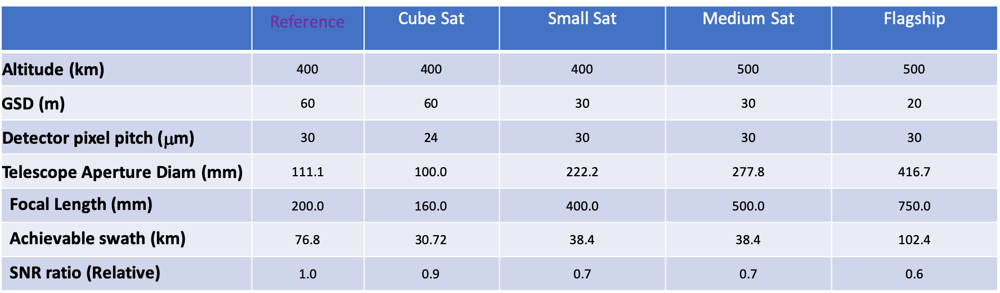 Reference Cube Sat Small Sat Medium Sat Flagship
Altitude (km) 400 400 400 500 500
GSD (m) 60 60 30 30 20
Detector pixel pitch (μm) 30 24 30 30 30
Telescope Aperture Diam (mm) 111.1 100.0 222.2 277.8 416.7
Focal Length (mm) 200.0 160.0 400.0 500.0 750.0
Achievable swath (km) 76.8 30.72 38.4 38.4 102.4
SNR ratio (Relative) 1.0 0.9 0.7 0.7 0.6